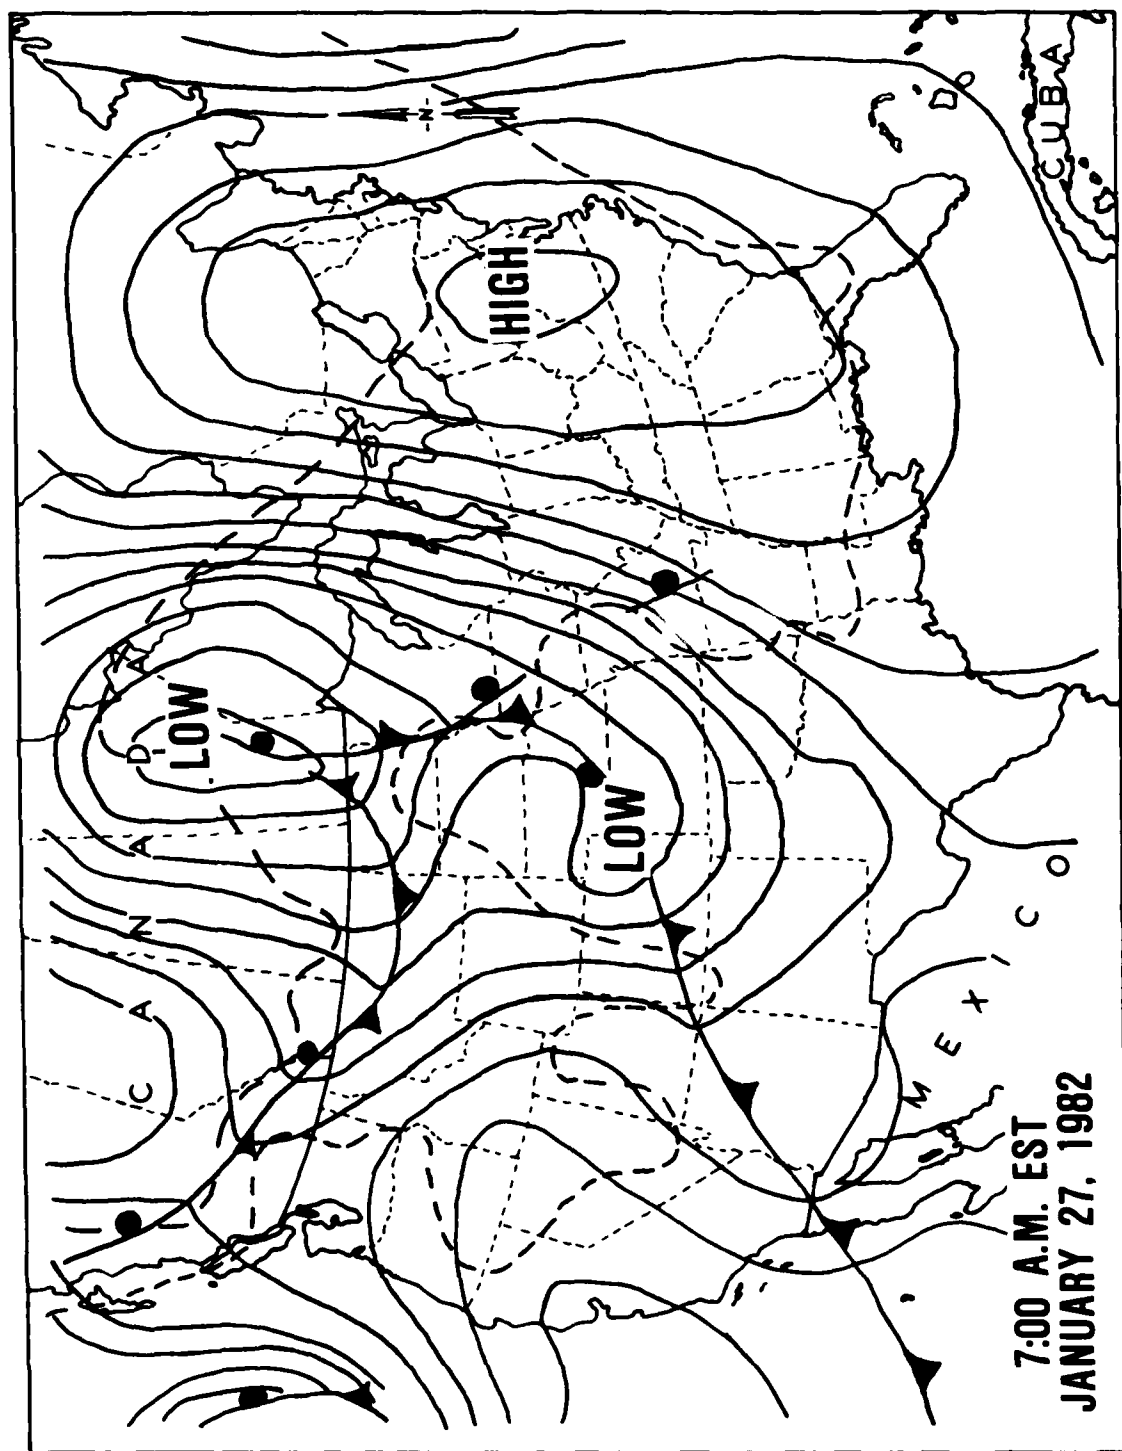 CANADA
LOW
HIGH
LOW
N
MEXICO
CUBA
7:00 A.M. EST
JANUARY 27, 1982